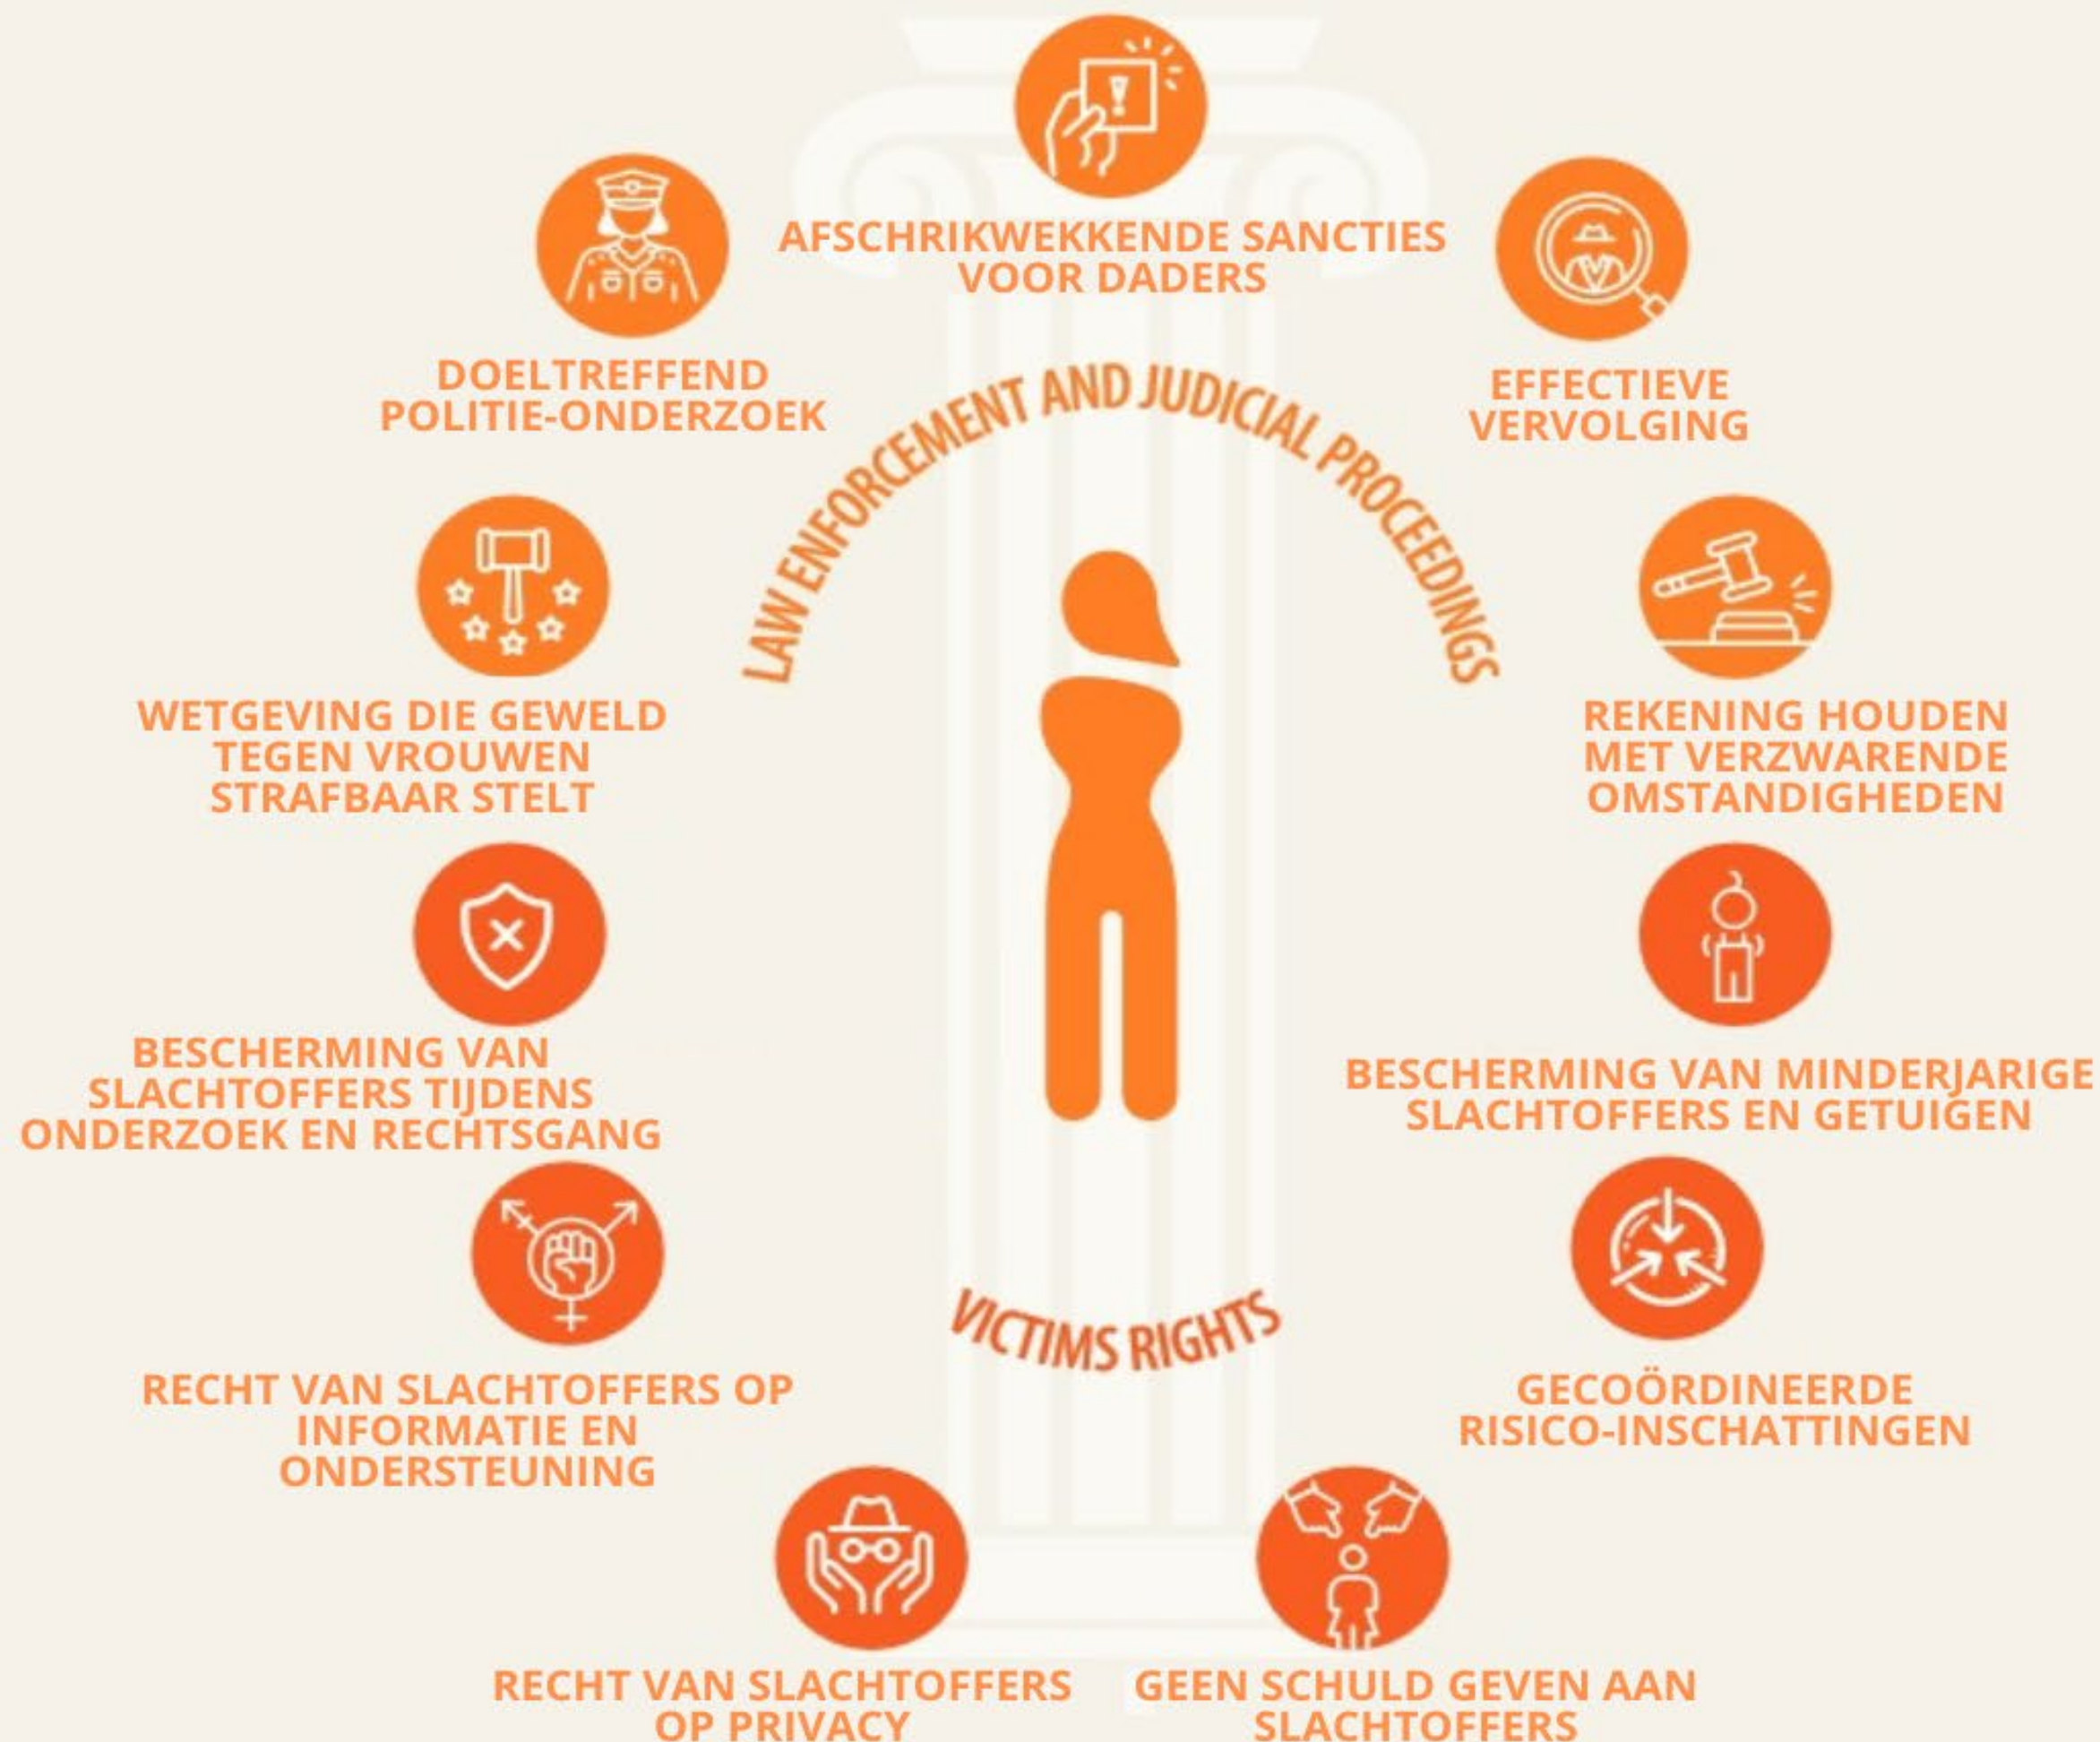 AFSCHRIKWEKKENDE SANCTIES
VOOR DADERS
DOELTREFFEND
POLITIE-ONDERZOEK
EFFECTIEVE
VERVOLGING
LAW ENFORCEMENT AND JUDICIAL PROCEEDINGS
WETGEVING DIE GEWELD
TEGEN VROUWEN
STRAFBAAR STELT
REKENING HOUDEN
MET VERZWARENDE
OMSTANDIGHEDEN
BESCHERMING VAN
SLACHTOFFERS TIJDENS
ONDERZOEK EN RECHTSGANG
BESCHERMING VAN MINDERJARIGE
SLACHTOFFERS EN GETUIGEN
VICTIMS RIGHTS
RECHT VAN SLACHTOFFERS OP
INFORMATIE EN
ONDERSTEUNING
GECOÖRDINEERDE
RISICO-INSCHATTINGEN
RECHT VAN SLACHTOFFERS
OP PRIVACY
GEEN SCHULD GEVEN AAN
SLACHTOFFERS